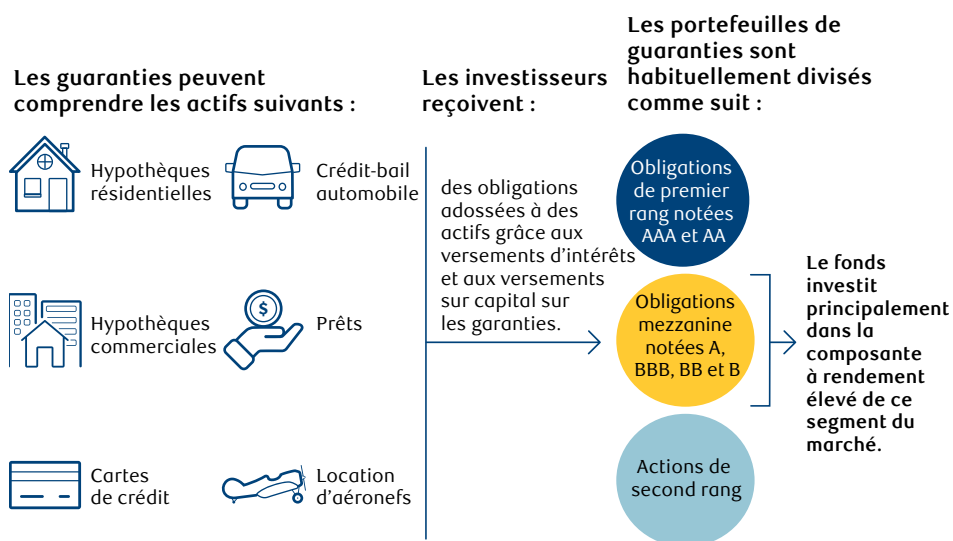 Les guaranties peuvent
comprendre les actifs suivants :
Hypothèques
résidentielles
Crédit-bail
automobile
Hypothèques
commerciales
$
Prêts
Cartes
de crédit
Location
d'aéronefs
Les investisseurs
reçoivent :
des obligations
adossées à des
actifs grâce aux
versements d'intérêts
et aux versements
sur capital sur
les garanties.
Les portefeuilles de
guaranties sont
habituellement divisés
comme suit :
Obligations
de premier
rang notées
AAA et AA
Obligations
mezzanine
notées A,
BBB, BB et B
Actions de
second rang
Le fonds
investit
principalement
dans la
composante
à rendement
élevé de ce
segment du
marché.